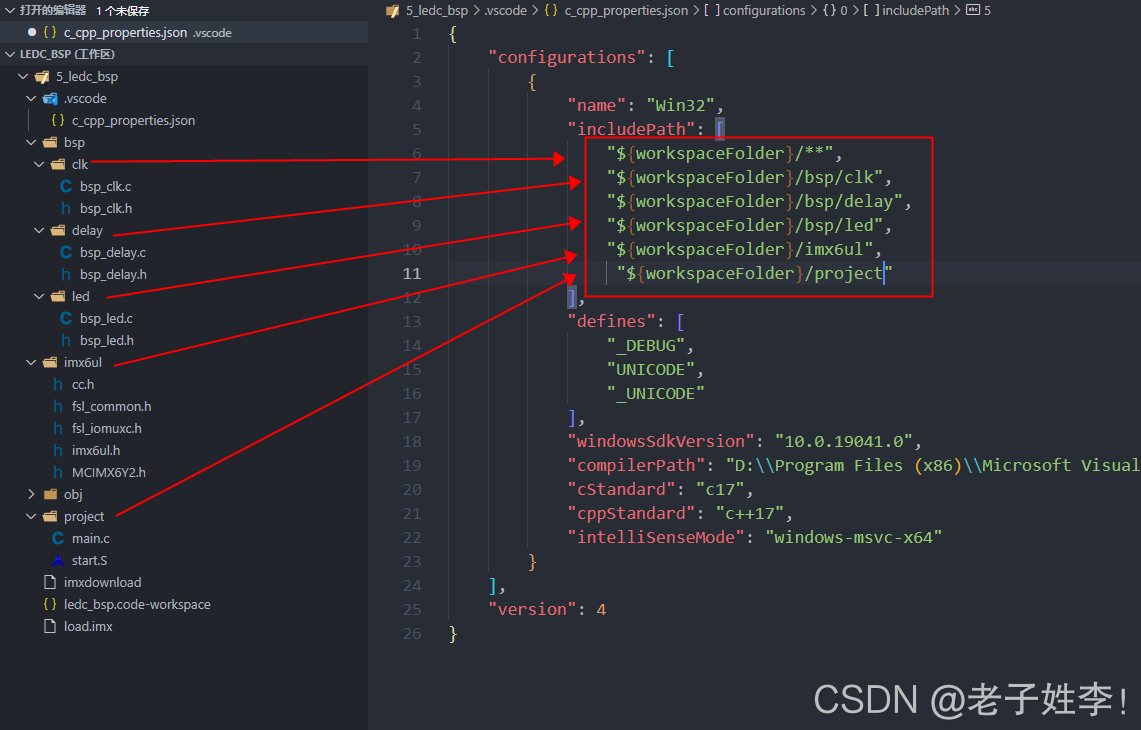 打开的编辑器 1 个未保存
{ } c_cpp_properties.json .vscode
LEDC_BSP (工作区)
5_ledc_bsp
.vscode
{ } c_cpp_properties.json
bsp
clk
C bsp_clk.c
h bsp_clk.h
delay
C bsp_delay.c
h bsp_delay.h
led
C bsp_led.c
h bsp_led.h
imx6ul
h cc.h
h fsl_common.h
h fsl_iomuxc.h
h imx6ul.h
h MCIMX6Y2.h
obj
project
C main.c
start.S
imxdownload
{ } ledc_bsp.code-workspace
load.imx
5_ledc_bsp > .vscode > { } c_cpp_properties.json > [ ] configurations > { } 0 > [ ] includePath > abc 5
1 {
2 "configurations": [
3 {
4 "name": "Win32",
5 "includePath": [
6 "${workspaceFolder}/**",
7 "${workspaceFolder}/bsp/clk",
8 "${workspaceFolder}/bsp/delay",
9 "${workspaceFolder}/bsp/led",
10 "${workspaceFolder}/imx6ul",
11 "${workspaceFolder}/project"
12 ],
13 "defines": [
14 "_DEBUG",
15 "UNICODE",
16 "_UNICODE"
17 ],
18 "windowsSdkVersion": "10.0.19041.0",
19 "compilerPath": "D:\\Program Files (x86)\\Microsoft Visual
20 "cStandard": "c17",
21 "cppStandard": "c++17",
22 "intelliSenseMode": "windows-msvc-x64"
23 }
24 ],
25 "version": 4
26 }
CSDN @老子姓李!